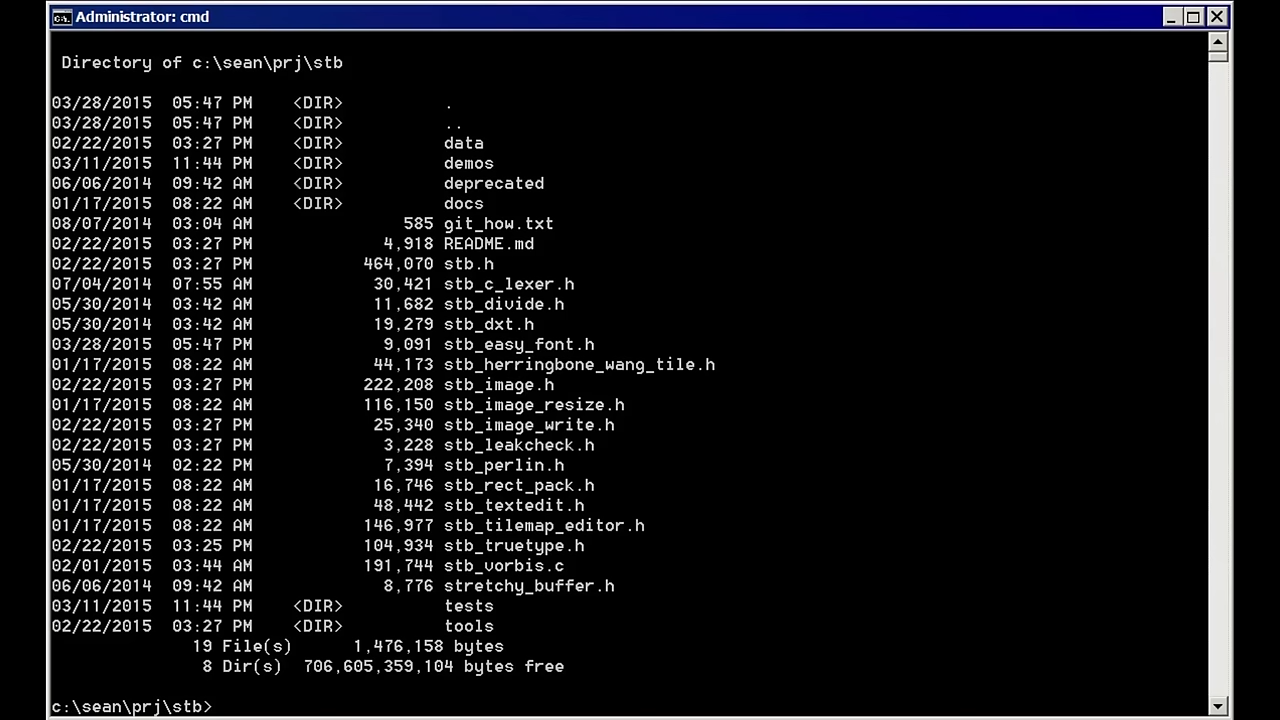 Administrator: cmd
Directory of c:\sean\prj\stb
03/28/2015  05:47 PM    <DIR>          .
03/28/2015  05:47 PM    <DIR>          ..
02/22/2015  03:27 PM    <DIR>          data
03/11/2015  11:44 PM    <DIR>          demos
06/06/2014  09:42 AM    <DIR>          deprecated
01/17/2015  08:22 AM    <DIR>          docs
08/07/2014  03:04 AM               585 git_how.txt
02/22/2015  03:27 PM             4,918 README.md
02/22/2015  03:27 PM           464,070 stb.h
07/04/2014  07:55 AM            30,421 stb_c_lexer.h
05/30/2014  03:42 AM            11,682 stb_divide.h
05/30/2014  03:42 AM            19,279 stb_dxt.h
03/28/2015  05:47 PM             9,091 stb_easy_font.h
01/17/2015  08:22 AM            44,173 stb_herringbone_wang_tile.h
02/22/2015  03:27 PM           222,208 stb_image.h
01/17/2015  08:22 AM           116,150 stb_image_resize.h
02/22/2015  03:27 PM            25,340 stb_image_write.h
02/22/2015  03:27 PM             3,228 stb_leakcheck.h
05/30/2014  02:22 PM             7,394 stb_perlin.h
01/17/2015  08:22 AM            16,746 stb_rect_pack.h
01/17/2015  08:22 AM            48,442 stb_textedit.h
01/17/2015  08:22 AM           146,977 stb_tilemap_editor.h
02/22/2015  03:25 PM           104,934 stb_truetype.h
02/01/2015  03:44 AM           191,744 stb_vorbis.c
06/06/2014  09:42 AM             8,776 stretchy_buffer.h
03/11/2015  11:44 PM    <DIR>          tests
02/22/2015  03:27 PM    <DIR>          tools
19 File(s)      1,476,158 bytes
8 Dir(s)  706,605,359,104 bytes free
c:\sean\prj\stb>